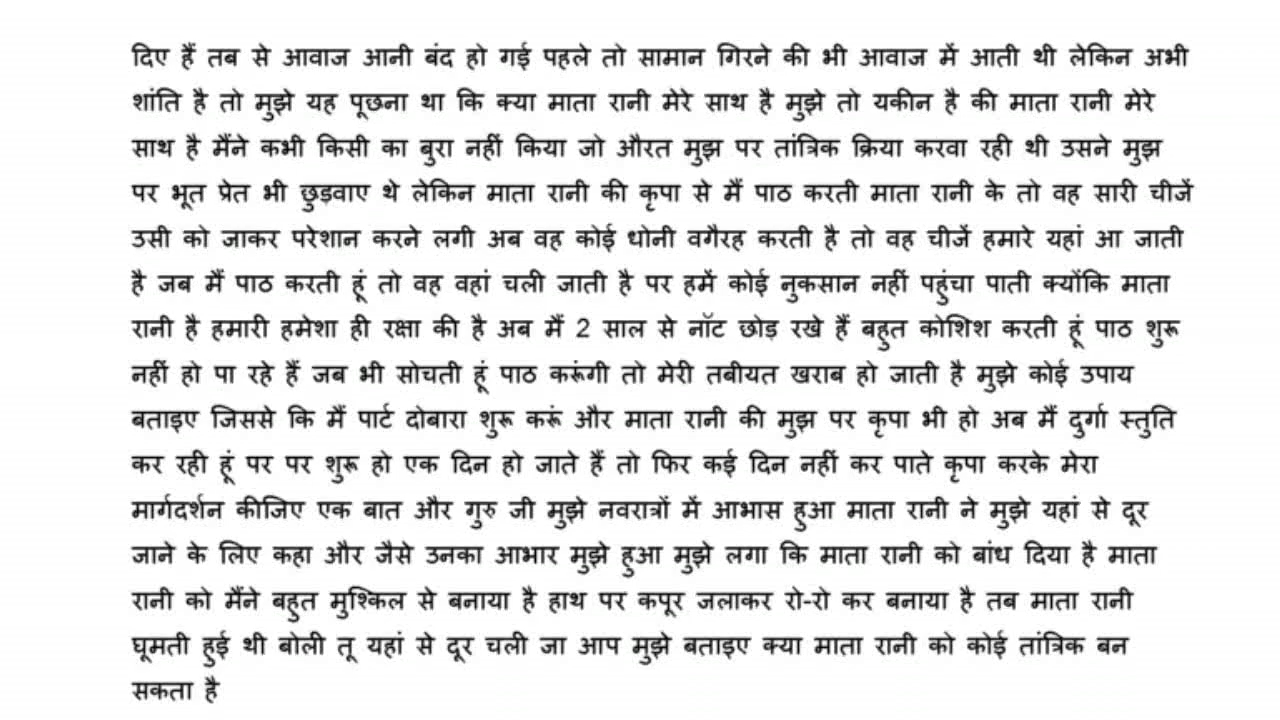 दिए हैं तब से आवाज आनी बंद हो गई पहले तो सामान गिरने की भी आवाज में आती थी लेकिन अभी
शांति है तो मुझे यह पूछना था कि क्या माता रानी मेरे साथ है मुझे तो यकीन है की माता रानी मेरे
साथ है मैंने कभी किसी का बुरा नहीं किया जो औरत मुझ पर तांत्रिक क्रिया करवा रही थी उसने मुझ
पर भूत प्रेत भी छुड़वाए थे लेकिन माता रानी की कृपा से मैं पाठ करती माता रानी के तो वह सारी चीजें
उसी को जाकर परेशान करने लगी अब वह कोई धोनी वगैरह करती है तो वह चीजें हमारे यहां आ जाती
है जब मैं पाठ करती हूं तो वह वहां चली जाती है पर हमें कोई नुकसान नहीं पहुंचा पाती क्योंकि माता
रानी है हमारी हमेशा ही रक्षा की है अब मैं 2 साल से नॉट छोड़ रखे हैं बहुत कोशिश करती हूं पाठ शुरू
नहीं हो पा रहे हैं जब भी सोचती हूं पाठ करूंगी तो मेरी तबीयत खराब हो जाती है मुझे कोई उपाय
बताइए जिससे कि मैं पार्ट दोबारा शुरू करूं और माता रानी की मुझ पर कृपा भी हो अब मैं दुर्गा स्तुति
कर रही हूं पर पर शुरू हो एक दिन हो जाते हैं तो फिर कई दिन नहीं कर पाते कृपा करके मेरा
मार्गदर्शन कीजिए एक बात और गुरु जी मुझे नवरात्रों में आभास हुआ माता रानी ने मुझे यहां से दूर
जाने के लिए कहा और जैसे उनका आभार मुझे हुआ मुझे लगा कि माता रानी को बांध दिया है माता
रानी को मैंने बहुत मुश्किल से बनाया है हाथ पर कपूर जलाकर रो-रो कर बनाया है तब माता रानी
घूमती हुई थी बोली तू यहां से दूर चली जा आप मुझे बताइए क्या माता रानी को कोई तांत्रिक बन
सकता है